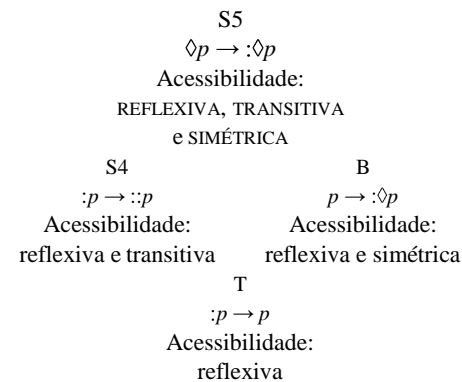 S5
◊p → :◊p
Acessibilidade:
REFLEXIVA, TRANSITIVA
e SIMÉTRICA
S4 B
:p → ::p p → :◊p
Acessibilidade: Acessibilidade:
reflexiva e transitiva reflexiva e simétrica
T
:p → p
Acessibilidade:
reflexiva